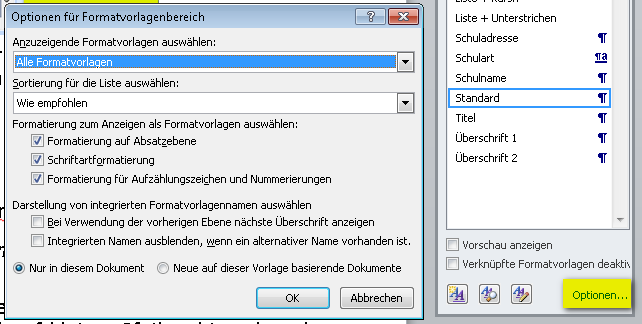 Optionen für Formatvorlagenbereich
Anzuzeigende Formatvorlagen auswählen:
Alle Formatvorlagen
Sortierung für die Liste auswählen:
Wie empfohlen
Formatierung zum Anzeigen als Formatvorlagen auswählen:
Formatierung auf Absatzebene
Schriftartformatierung
Formatierung für Aufzählungszeichen und Nummerierungen
Darstellung von integrierten Formatvorlagennamen auswählen
Bei Verwendung der vorherigen Ebene nächste Überschrift anzeigen
Integrierten Namen ausblenden, wenn ein alternativer Name vorhanden ist.
Nur in diesem Dokument
Neue auf dieser Vorlage basierende Dokumente
OK
Abbrechen
Liste + Unterstrichen
Schuladresse ¶
Schulart ¶a
Schulname ¶
Standard ¶
Titel ¶
Überschrift 1 ¶
Überschrift 2 ¶
Vorschau anzeigen
Verknüpfte Formatvorlagen deaktiv
Optionen...